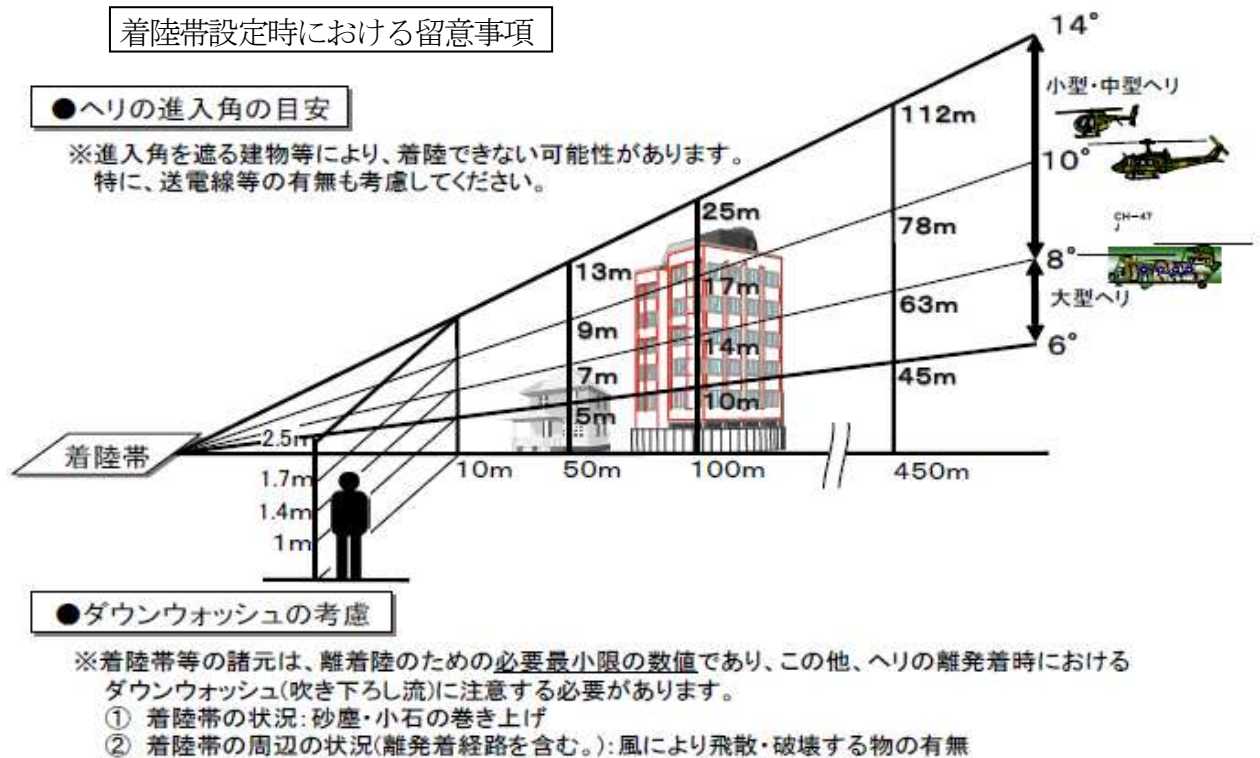 着陸帯設定時における留意事項
●ヘリの進入角の目安
※進入角を遮る建物等により、着陸できない可能性があります。
特に、送電線等の有無も考慮してください。
14°
小型・中型ヘリ
10°
CH-47
J
8°
大型ヘリ
6°
112m
78m
63m
45m
25m
17m
14m
10m
13m
9m
7m
5m
着陸帯
2.5m
1.7m
1.4m
1m
10m
50m
100m
450m
●ダウンウォッシュの考慮
※着陸帯等の諸元は、離着陸のための必要最小限の数値であり、この他、ヘリの離発着時における
ダウンウォッシュ(吹き下ろし流)に注意する必要があります。
① 着陸帯の状況:砂塵・小石の巻き上げ
② 着陸帯の周辺の状況(離発着経路を含む。):風により飛散・破壊する物の有無